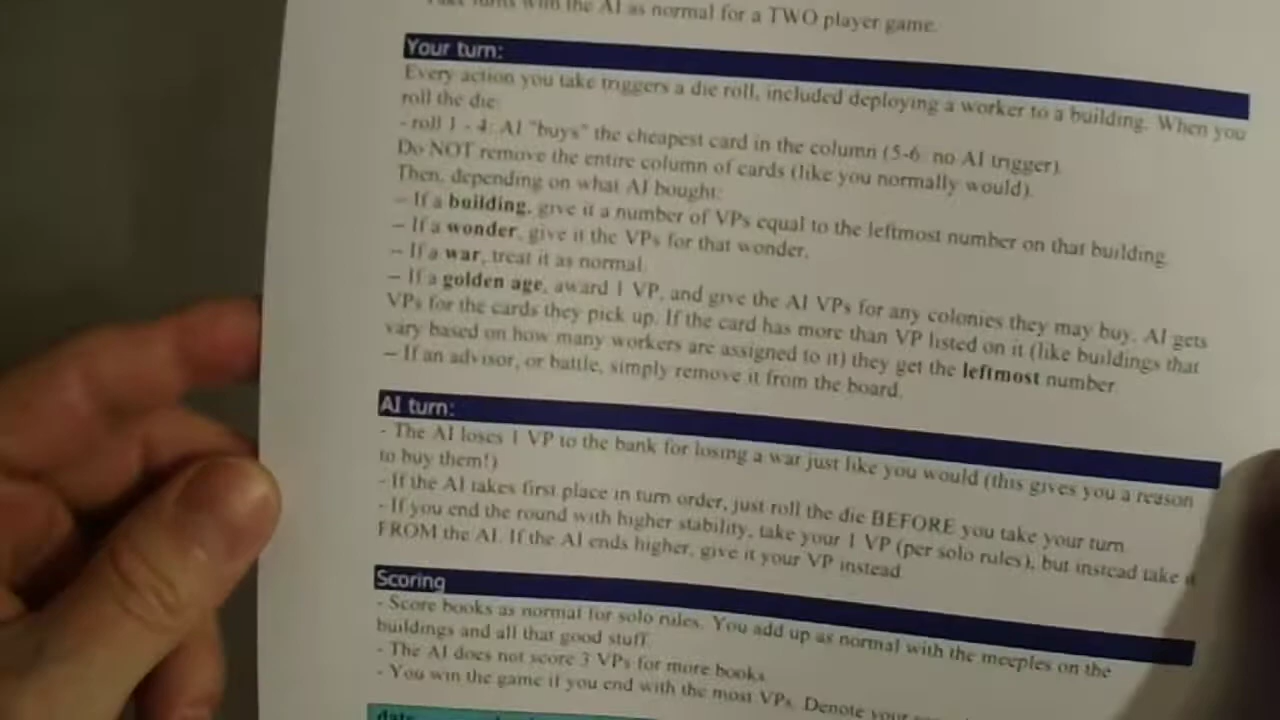 Take turns with the AI as normal for a TWO player game.
Your turn:
Every action you take triggers a die roll, included deploying a worker to a building. When you
roll the die:
- roll 1 - 4: AI "buys" the cheapest card in the column (5-6: no AI trigger).
Do NOT remove the entire column of cards (like you normally would).
Then, depending on what AI bought:
– If a building, give it a number of VPs equal to the leftmost number on that building.
– If a wonder, give it the VPs for that wonder.
– If a war, treat it as normal.
– If a golden age, award 1 VP, and give the AI VPs for any colonies they may buy. AI gets
VPs for the cards they pick up. If the card has more than VP listed on it (like buildings that
vary based on how many workers are assigned to it) they get the leftmost number.
– If an advisor, or battle, simply remove it from the board.
AI turn:
- The AI loses 1 VP to the bank for losing a war just like you would (this gives you a reason
to buy them!)
- If the AI takes first place in turn order, just roll the die BEFORE you take your turn
- If you end the round with higher stability, take your 1 VP (per solo rules), but instead take it
FROM the AI. If the AI ends higher, give it your VP instead
Scoring
- Score books as normal for solo rules. You add up as normal with the meeples on the
buildings and all that good stuff.
- The AI does not score 3 VPs for more books.
- You win the game if you end with the most VPs. Denote your
date